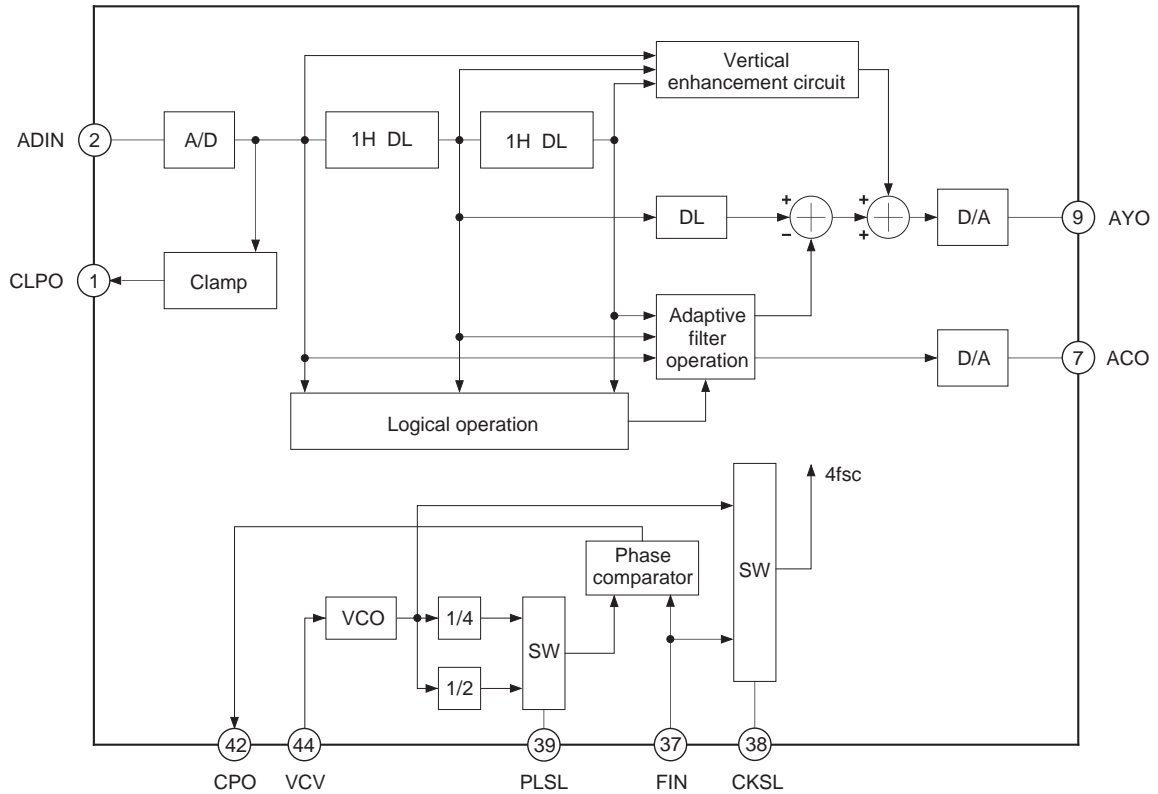 Vertical
enhancement circuit
ADIN
2
A/D
1H DL
1H DL
DL
+
−
+
+
D/A
9
AYO
CLPO
1
Clamp
Adaptive
filter
operation
D/A
7
ACO
Logical operation
4fsc
Phase
comparator
SW
VCO
1/4
SW
1/2
42
44
39
37
38
CPO
VCV
PLSL
FIN
CKSL